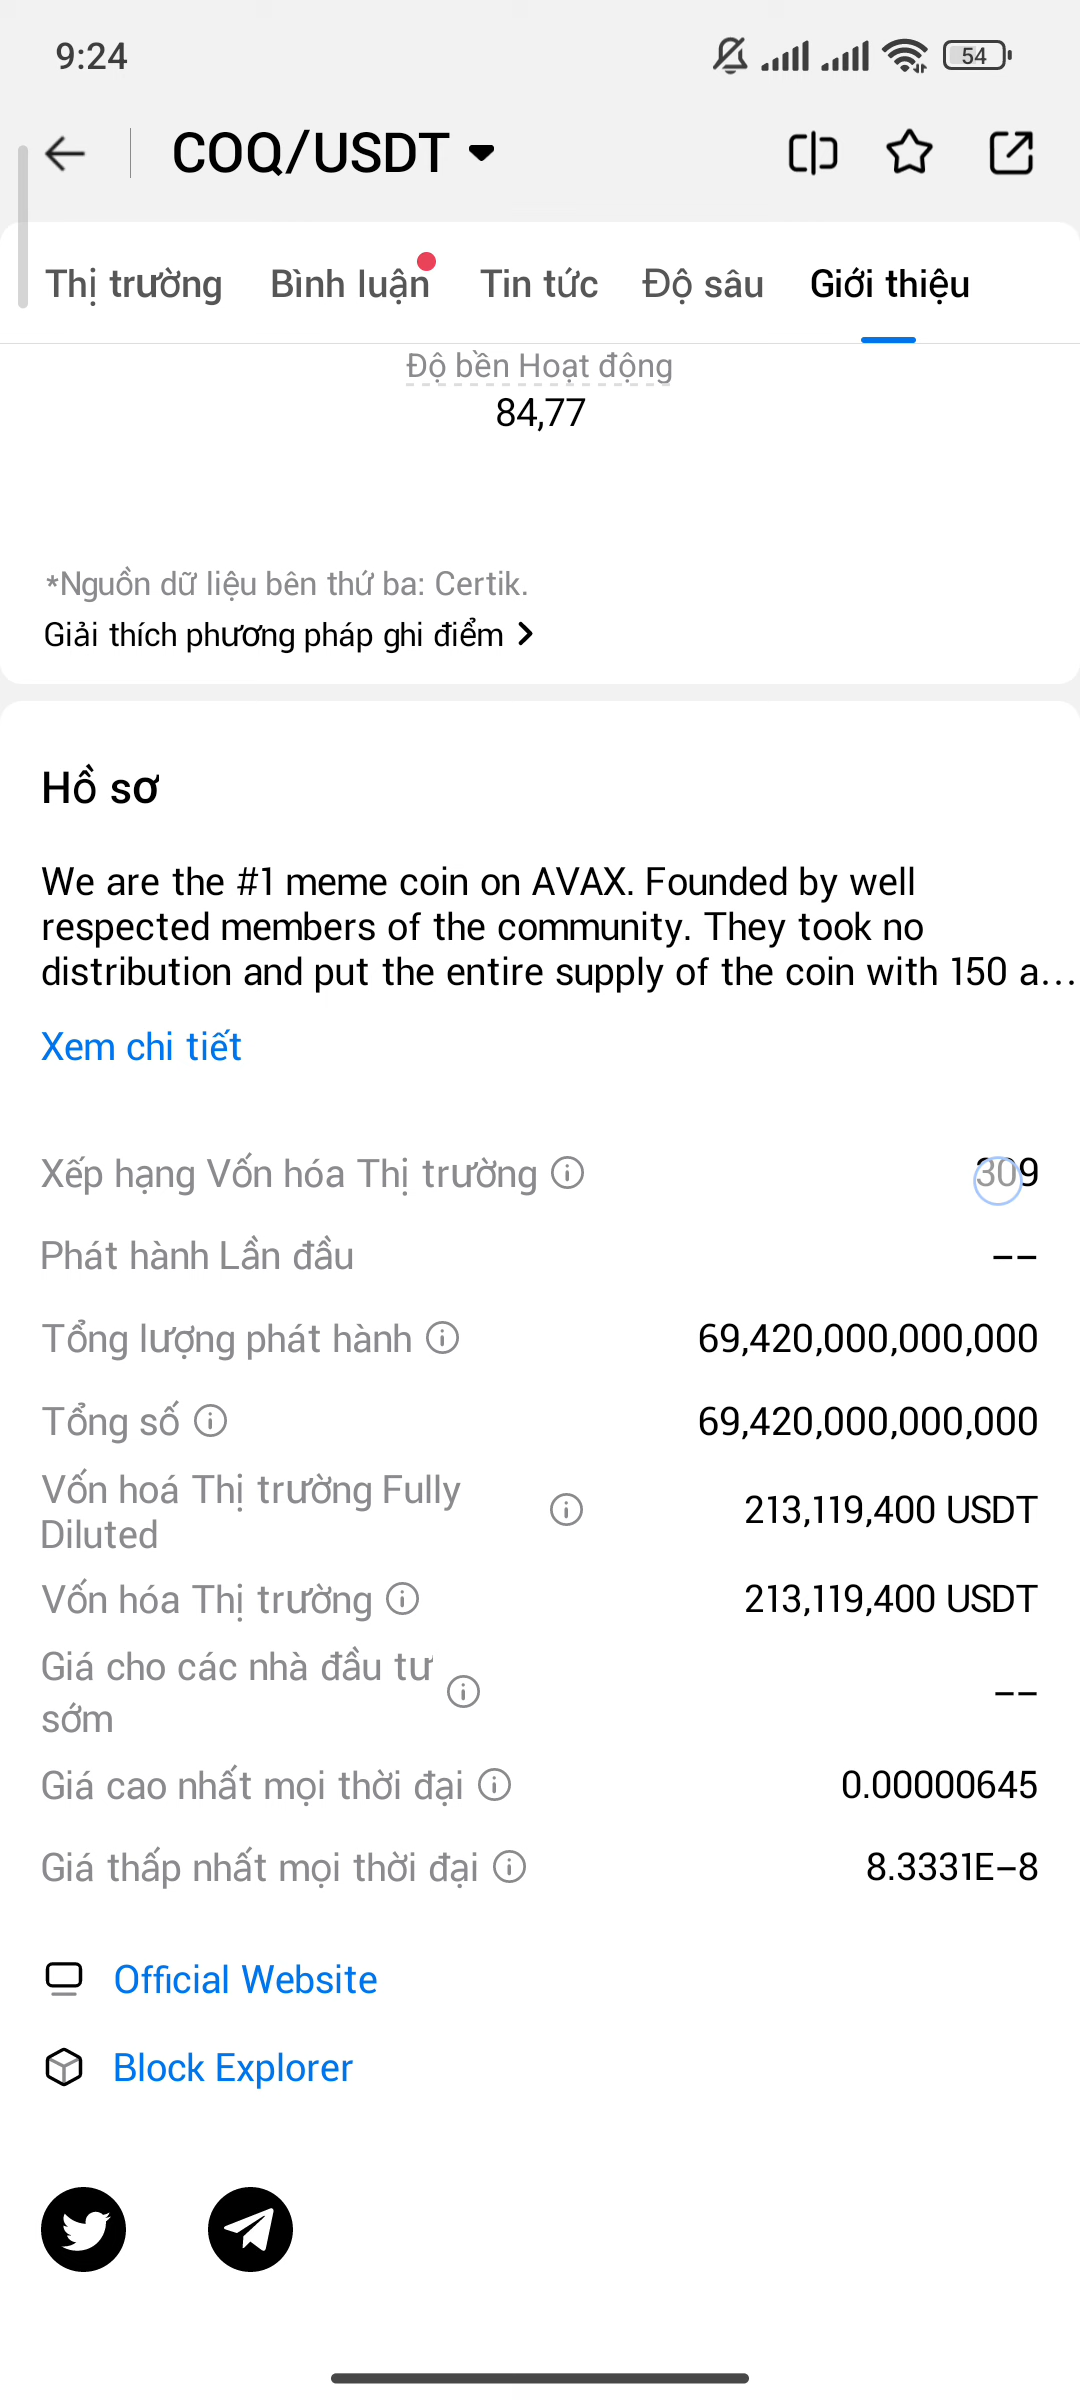 9:24
54
COQ/USDT
Thị trường Bình luận Tin tức Độ sâu Giới thiệu
Độ bền Hoạt động
84,77
*Nguồn dữ liệu bên thứ ba: Certik.
Giải thích phương pháp ghi điểm
Hồ sơ
We are the #1 meme coin on AVAX. Founded by well
respected members of the community. They took no
distribution and put the entire supply of the coin with 150 a...
Xem chi tiết
Xếp hạng Vốn hóa Thị trường 309
Phát hành Lần đầu --
Tổng lượng phát hành 69,420,000,000,000
Tổng số 69,420,000,000,000
Vốn hoá Thị trường Fully
Diluted 213,119,400 USDT
Vốn hóa Thị trường 213,119,400 USDT
Giá cho các nhà đầu tư
sớm --
Giá cao nhất mọi thời đại 0.00000645
Giá thấp nhất mọi thời đại 8.3331E-8
Official Website
Block Explorer